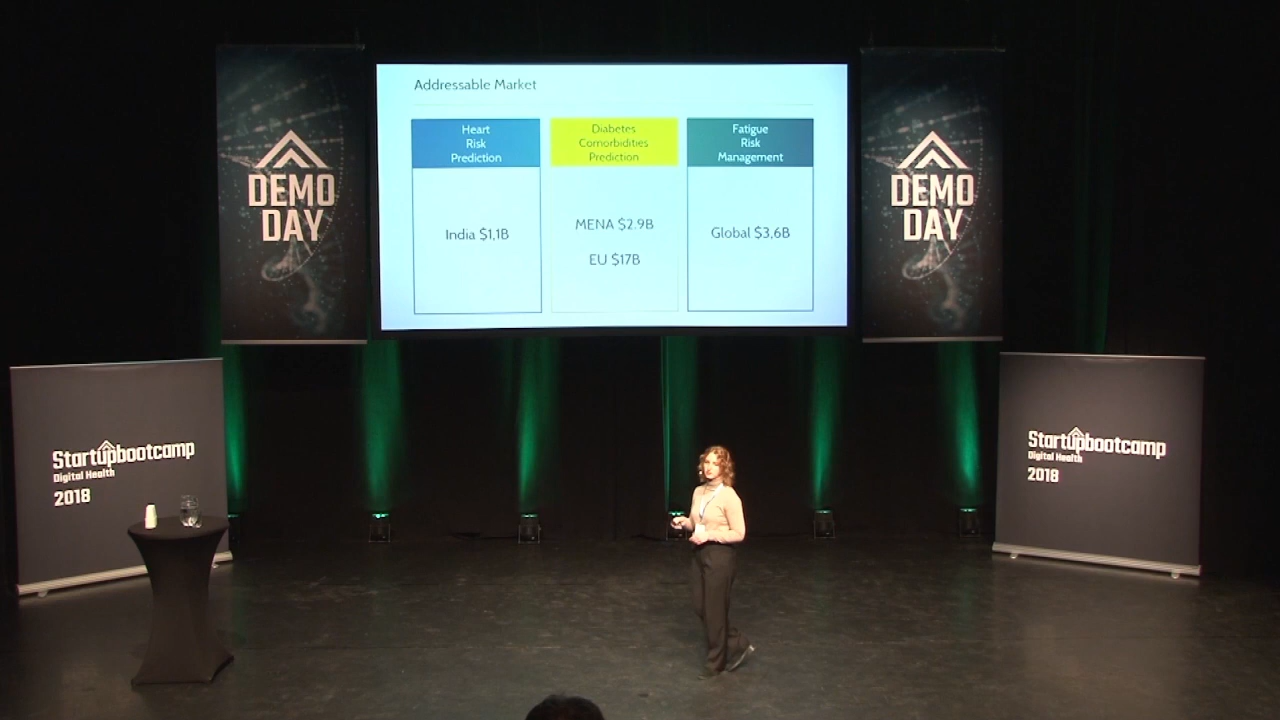 Addressable Market
Heart
Risk
Prediction
India $1,1B
Diabetes
Comorbidities
Prediction
MENA $2.9B
EU $17B
Fatigue
Risk
Management
Global $3,6B
DEMO
DAY
DEMO
DAY
Startupbootcamp
Digital Health
2018
Startupbootcamp
Digital Health
2018